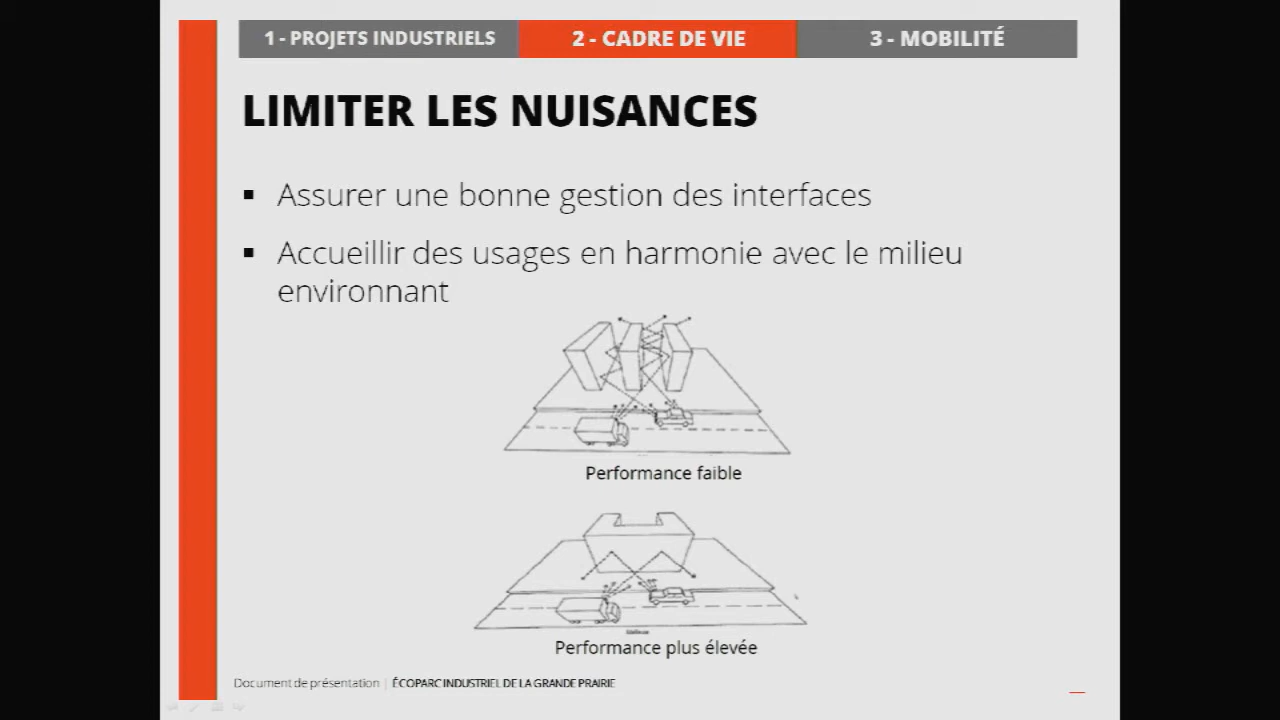 1 - PROJETS INDUSTRIELS
2 - CADRE DE VIE
3 - MOBILITÉ
LIMITER LES NUISANCES
▪ Assurer une bonne gestion des interfaces
▪ Accueillir des usages en harmonie avec le milieu
environnant
Performance faible
Performance plus élevée
Document de présentation | ÉCOPARC INDUSTRIEL DE LA GRANDE PRAIRIE